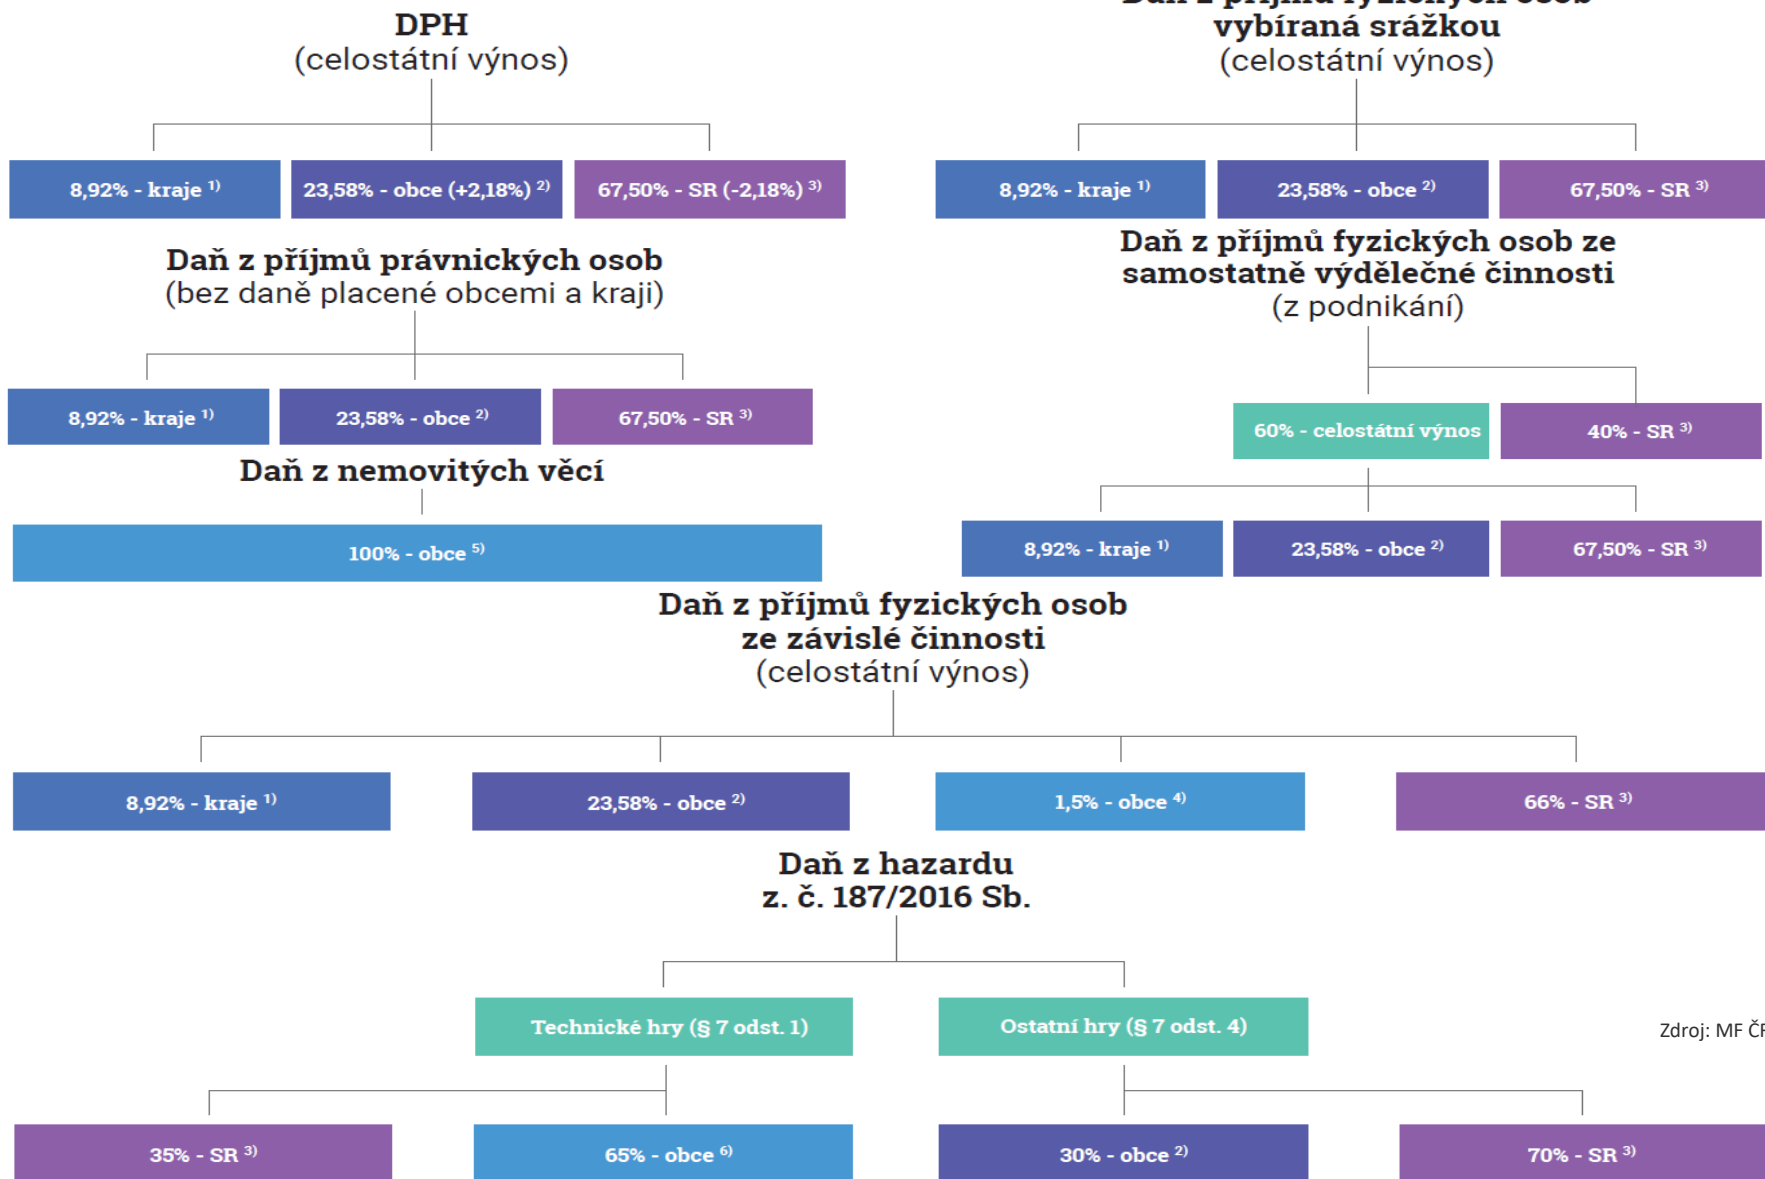 DPH
(celostátní výnos)
8,92% - kraje 1)
23,58% - obce (+2,18%) 2)
67,50% - SR (-2,18%) 3)
Daň z příjmů fyzických osob
vybíraná srážkou
(celostátní výnos)
8,92% - kraje 1)
23,58% - obce 2)
67,50% - SR 3)
Daň z příjmů právnických osob
(bez daně placené obcemi a kraji)
8,92% - kraje 1)
23,58% - obce 2)
67,50% - SR 3)
Daň z příjmů fyzických osob ze
samostatně výdělečné činnosti
(z podnikání)
60% - celostátní výnos
40% - SR 3)
8,92% - kraje 1)
23,58% - obce 2)
67,50% - SR 3)
Daň z nemovitých věcí
100% - obce 5)
Daň z příjmů fyzických osob
ze závislé činnosti
(celostátní výnos)
8,92% - kraje 1)
23,58% - obce 2)
1,5% - obce 4)
66% - SR 3)
Daň z hazardu
z. č. 187/2016 Sb.
Technické hry (§ 7 odst. 1)
Ostatní hry (§ 7 odst. 4)
Zdroj: MF ČR
35% - SR 3)
65% - obce 6)
30% - obce 2)
70% - SR 3)